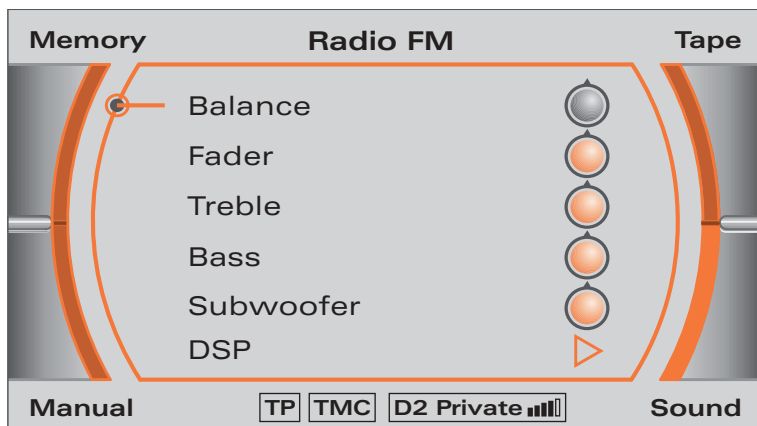 Memory Radio FM Tape
Balance
Fader
Treble
Bass
Subwoofer
DSP
Manual TP TMC D2 Private Sound